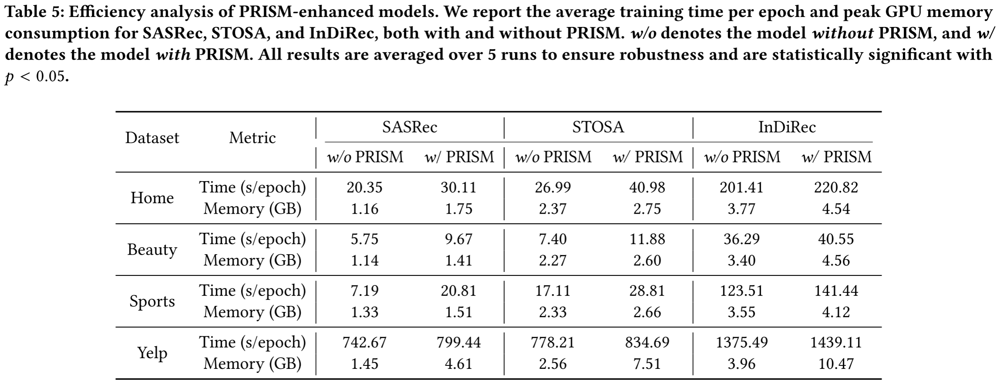 Table 5: Efficiency analysis of PRISM-enhanced models. We report the average training time per epoch and peak GPU memory
consumption for SASRec, STOSA, and InDiRec, both with and without PRISM. w/o denotes the model without PRISM, and w/
denotes the model with PRISM. All results are averaged over 5 runs to ensure robustness and are statistically significant with
p < 0.05.
Dataset Metric SASRec STOSA InDiRec
w/o PRISM w/ PRISM w/o PRISM w/ PRISM w/o PRISM w/ PRISM
Home Time (s/epoch) 20.35 30.11 26.99 40.98 201.41 220.82
Memory (GB) 1.16 1.75 2.37 2.75 3.77 4.54
Beauty Time (s/epoch) 5.75 9.67 7.40 11.88 36.29 40.55
Memory (GB) 1.14 1.41 2.27 2.60 3.40 4.56
Sports Time (s/epoch) 7.19 20.81 17.11 28.81 123.51 141.44
Memory (GB) 1.33 1.51 2.33 2.66 3.55 4.12
Yelp Time (s/epoch) 742.67 799.44 778.21 834.69 1375.49 1439.11
Memory (GB) 1.45 4.61 2.56 7.51 3.96 10.47